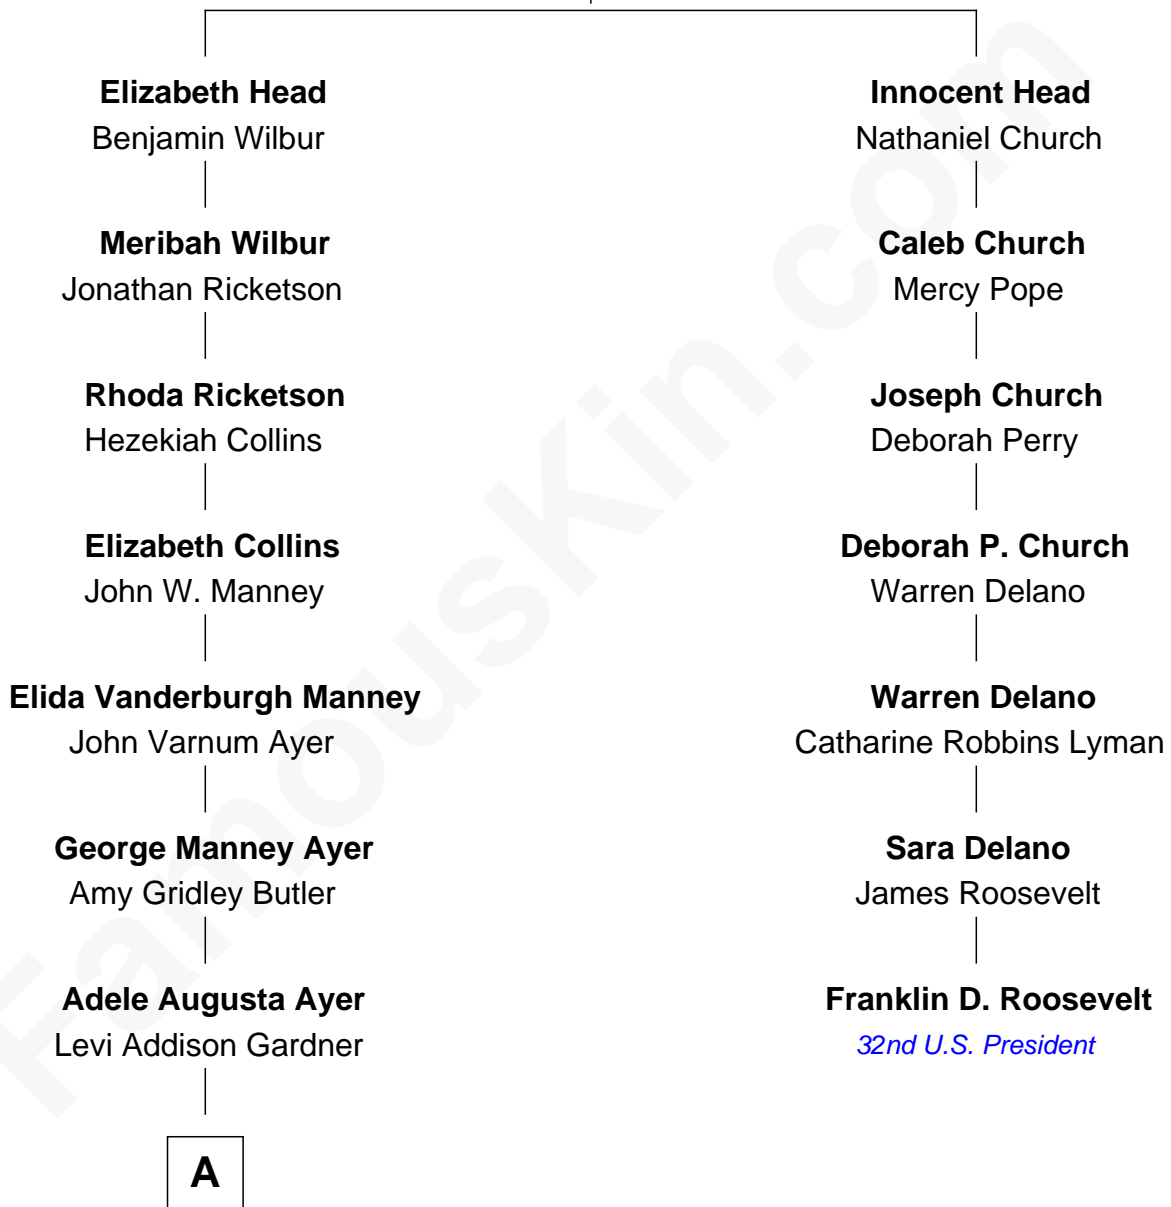 Elizabeth Head
Benjamin Wilbur
Meribah Wilbur
Jonathan Ricketson
Rhoda Ricketson
Hezekiah Collins
Elizabeth Collins
John W. Manney
Elida Vanderburgh Manney
John Varnum Ayer
George Manney Ayer
Amy Gridley Butler
Adele Augusta Ayer
Levi Addison Gardner
A
Innocent Head
Nathaniel Church
Caleb Church
Mercy Pope
Joseph Church
Deborah Perry
Deborah P. Church
Warren Delano
Warren Delano
Catharine Robbins Lyman
Sara Delano
James Roosevelt
Franklin D. Roosevelt
32nd U.S. President
FamousKin.com